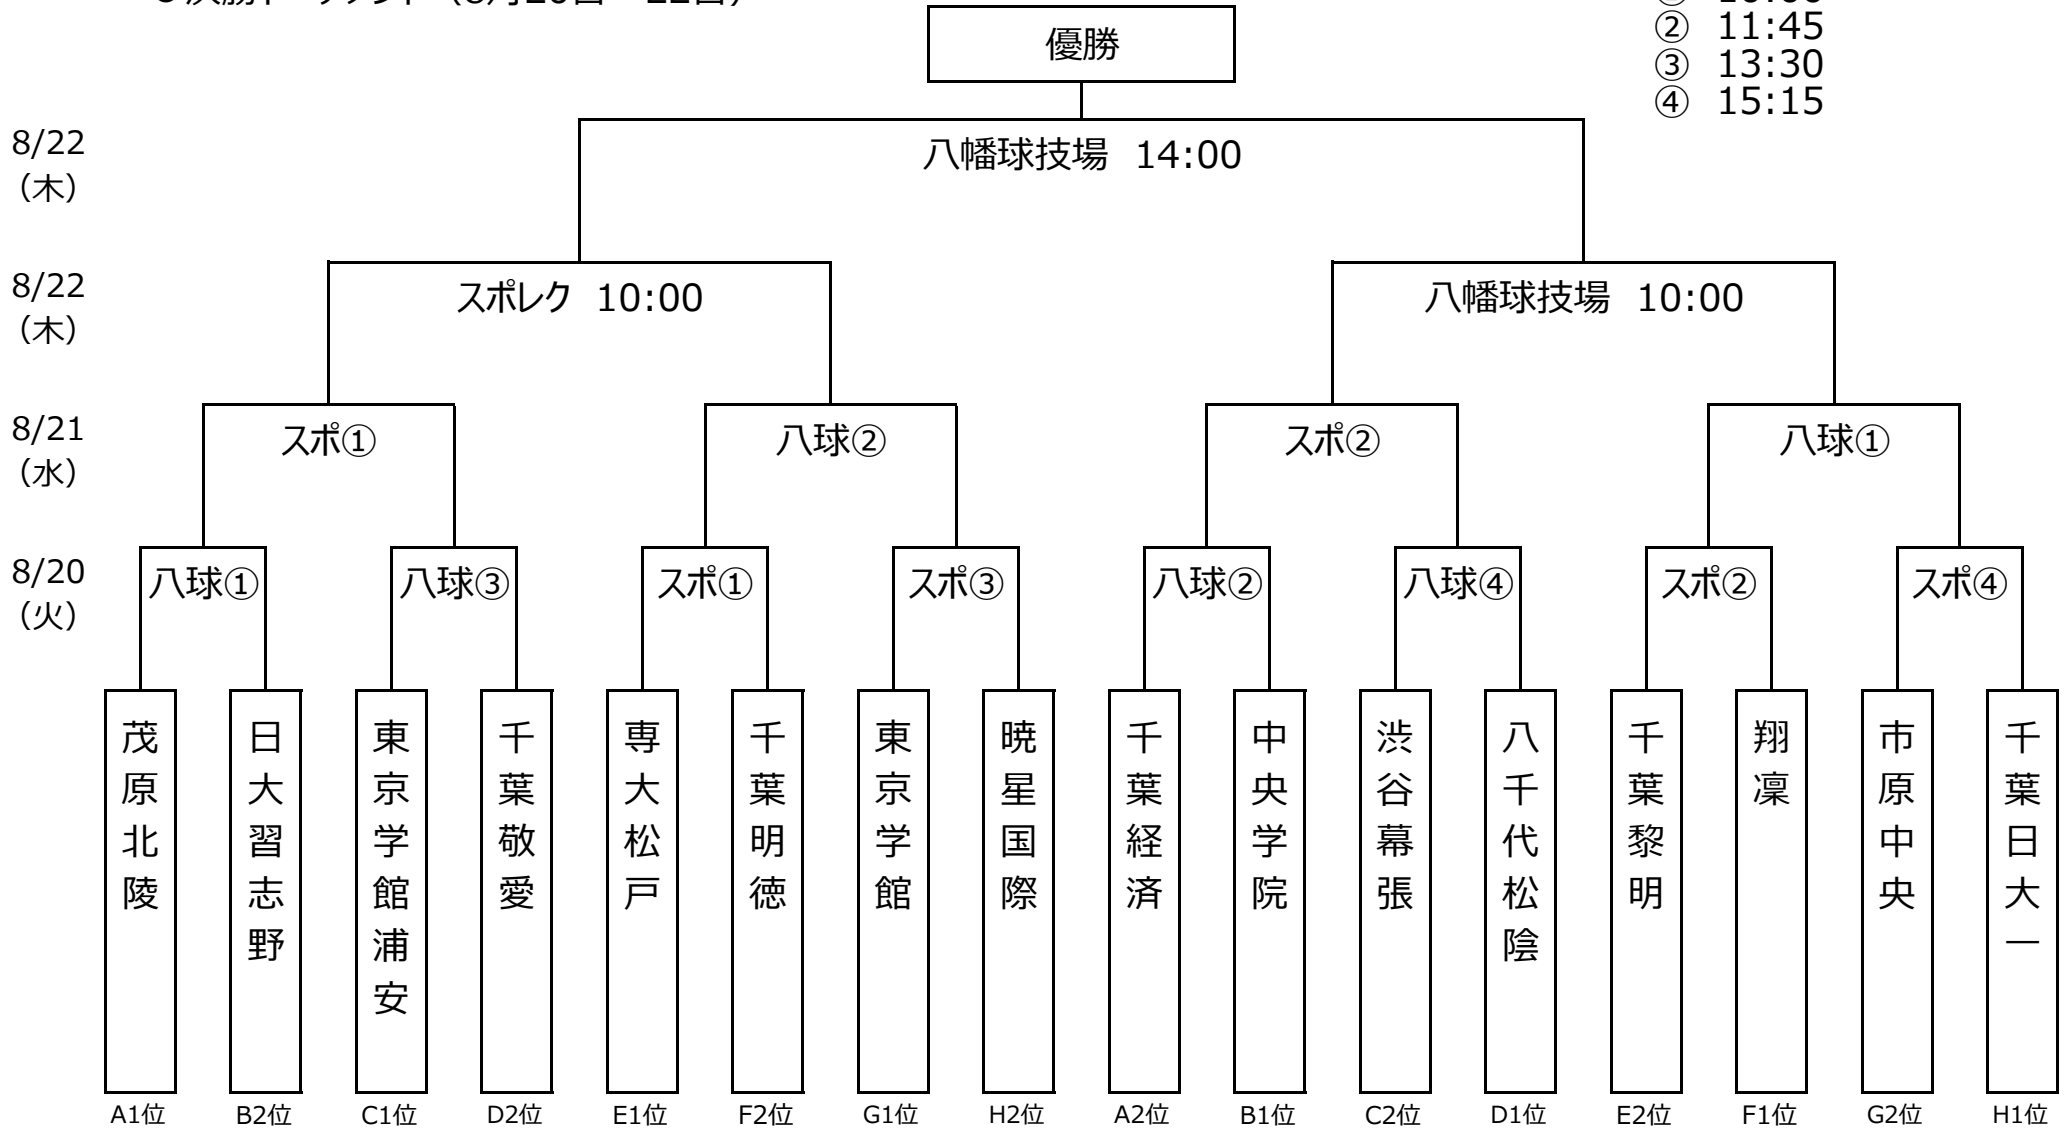 ② 11:45
③ 13:30
④ 15:15
優勝
8/22
（木）
八幡球技場 14:00
8/22
（木）
スポレク 10:00
八幡球技場 10:00
8/21
（水）
スポ①
八球②
スポ②
八球①
8/20
（火）
八球①
八球③
スポ①
スポ③
八球②
八球④
スポ②
スポ④
茂原北陵
日大習志野
東京学館浦安
千葉敬愛
専大松戸
千葉明徳
東京学館
暁星国際
千葉経済
中央学院
渋谷幕張
八千代松陰
千葉黎明
翔凜
市原中央
千葉日大一
A1位
B2位
C1位
D2位
E1位
F2位
G1位
H2位
A2位
B1位
C2位
D1位
E2位
F1位
G2位
H1位